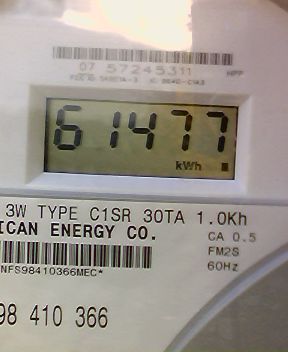 07 57245311
HPP
61477
kWh
3W TYPE C1SR 30TA 1.0Kh
ICAN ENERGY CO.
CA 0.5
FM2S
60Hz
NFS98410366MEC*
98 410 366